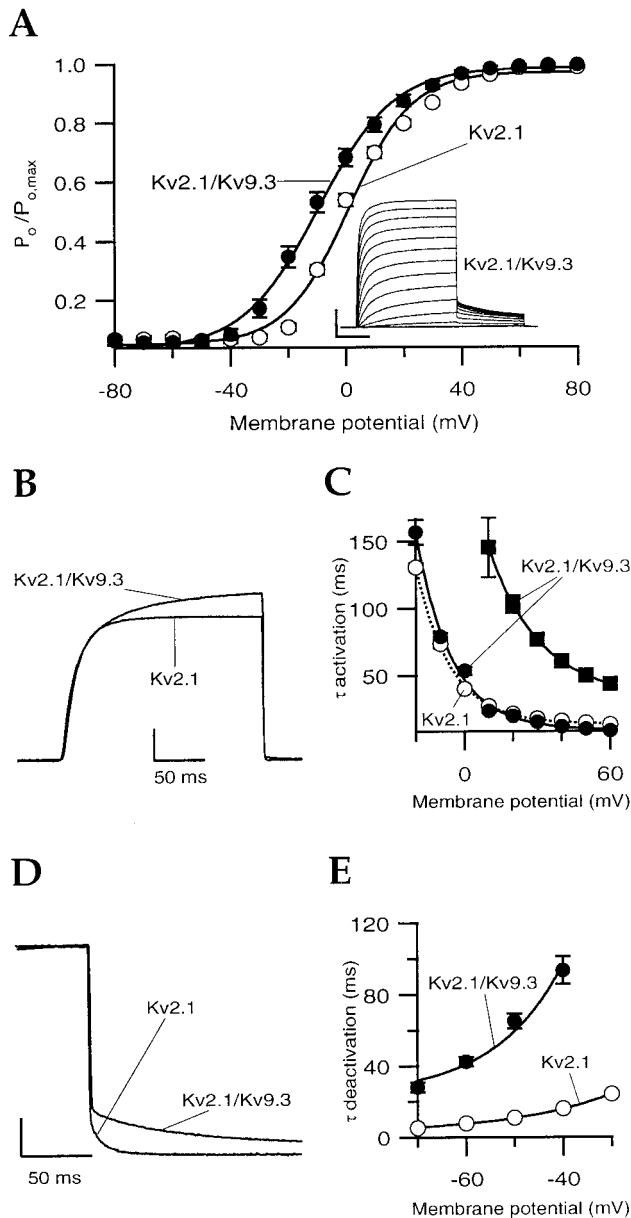 A
1.0
0.8
0.6
0.4
0.2
Po/Po,max
Kv2.1/Kv9.3
Kv2.1
Kv2.1/Kv9.3
-80
-40
0
40
80
Membrane potential (mV)
B
Kv2.1/Kv9.3
Kv2.1
50 ms
C
150
100
50
τ activation (ms)
Kv2.1/Kv9.3
Kv2.1
0
60
Membrane potential (mV)
D
Kv2.1
Kv2.1/Kv9.3
50 ms
E
120
80
40
0
τ deactivation (ms)
Kv2.1/Kv9.3
Kv2.1
-60
-40
Membrane potential (mV)